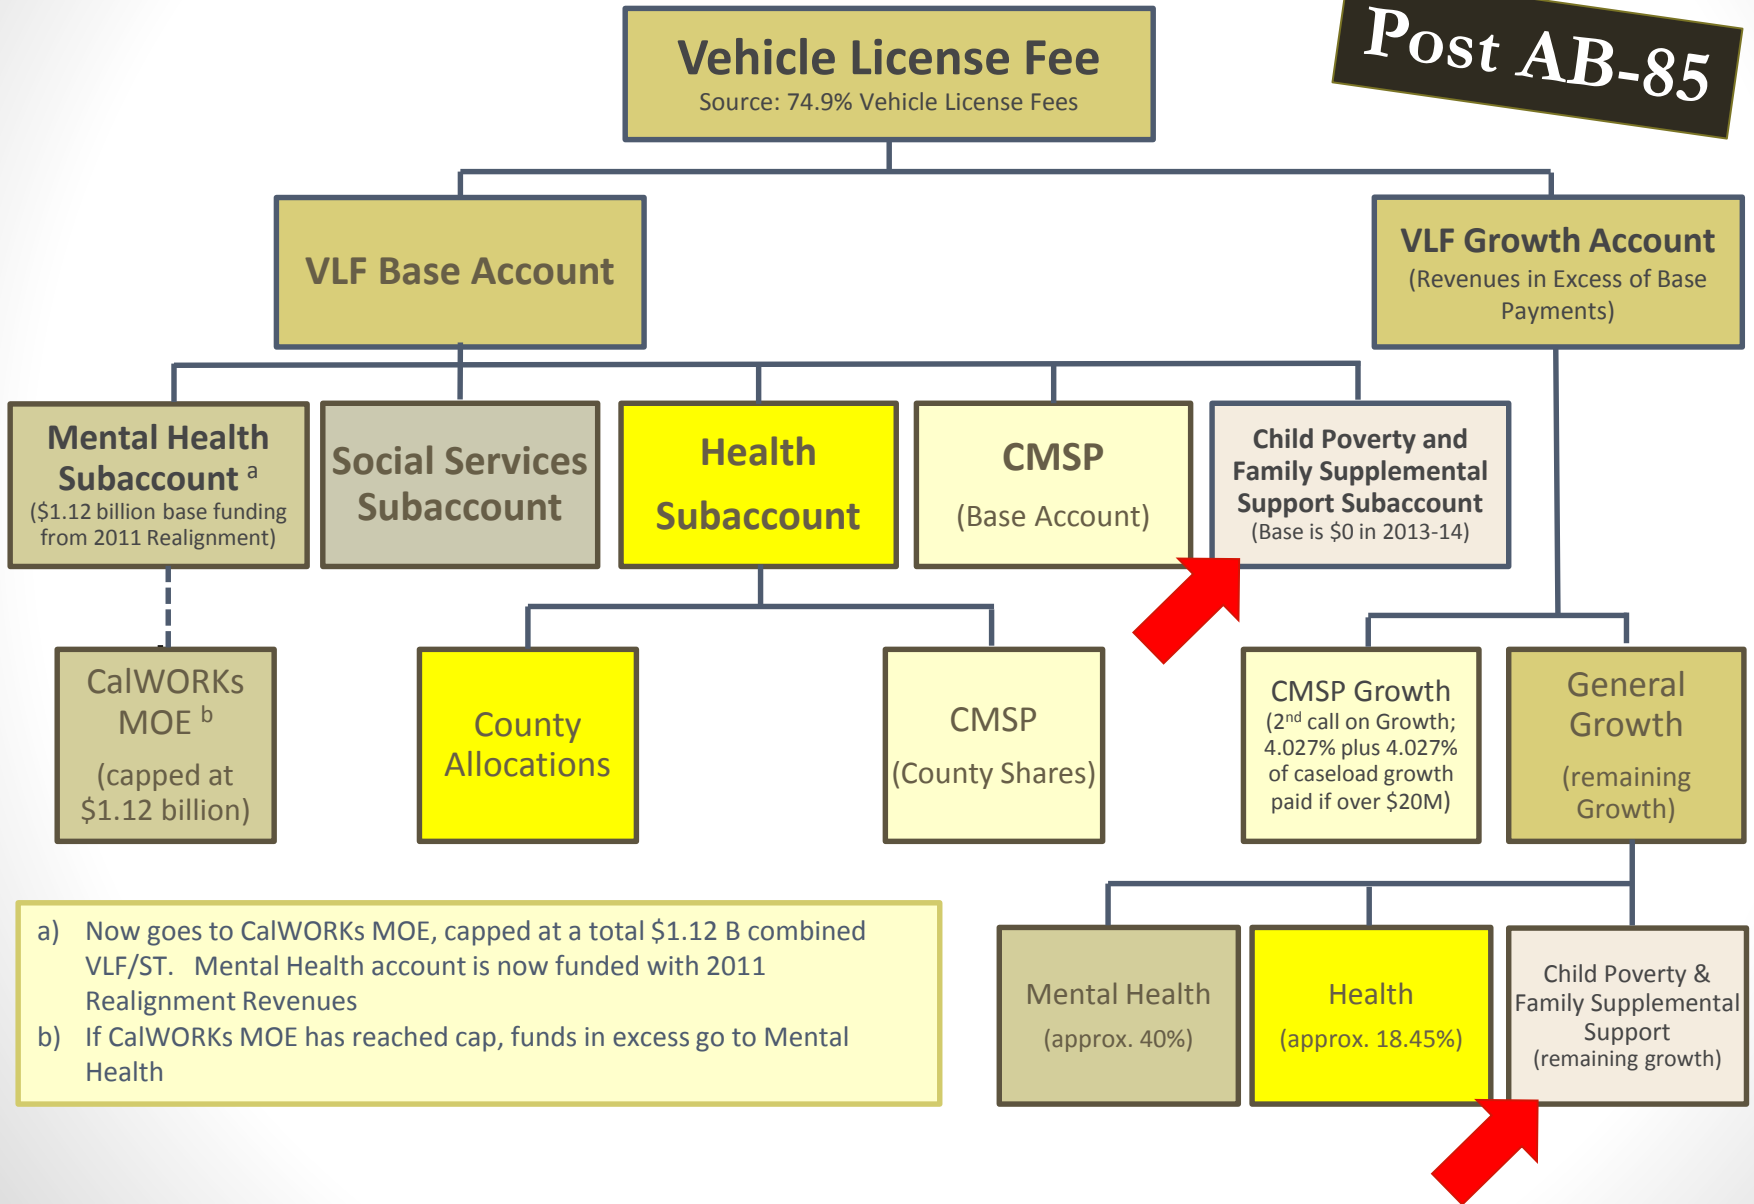 Vehicle License Fee
Source: 74.9% Vehicle License Fees
Post AB-85
VLF Base Account
VLF Growth Account
(Revenues in Excess of Base
Payments)
Mental Health
Subaccount a
($1.12 billion base funding
from 2011 Realignment)
Social Services
Subaccount
Health
Subaccount
CMSP
(Base Account)
Child Poverty and
Family Supplemental
Support Subaccount
(Base is $0 in 2013-14)
CalWORKs
MOE b
(capped at
$1.12 billion)
County
Allocations
CMSP
(County Shares)
CMSP Growth
(2nd call on Growth;
4.027% plus 4.027%
of caseload growth
paid if over $20M)
General
Growth
(remaining
Growth)
a) Now goes to CalWORKs MOE, capped at a total $1.12 B combined
VLF/ST. Mental Health account is now funded with 2011
Realignment Revenues
b) If CalWORKs MOE has reached cap, funds in excess go to Mental
Health
Mental Health
(approx. 40%)
Health
(approx. 18.45%)
Child Poverty &
Family Supplemental
Support
(remaining growth)